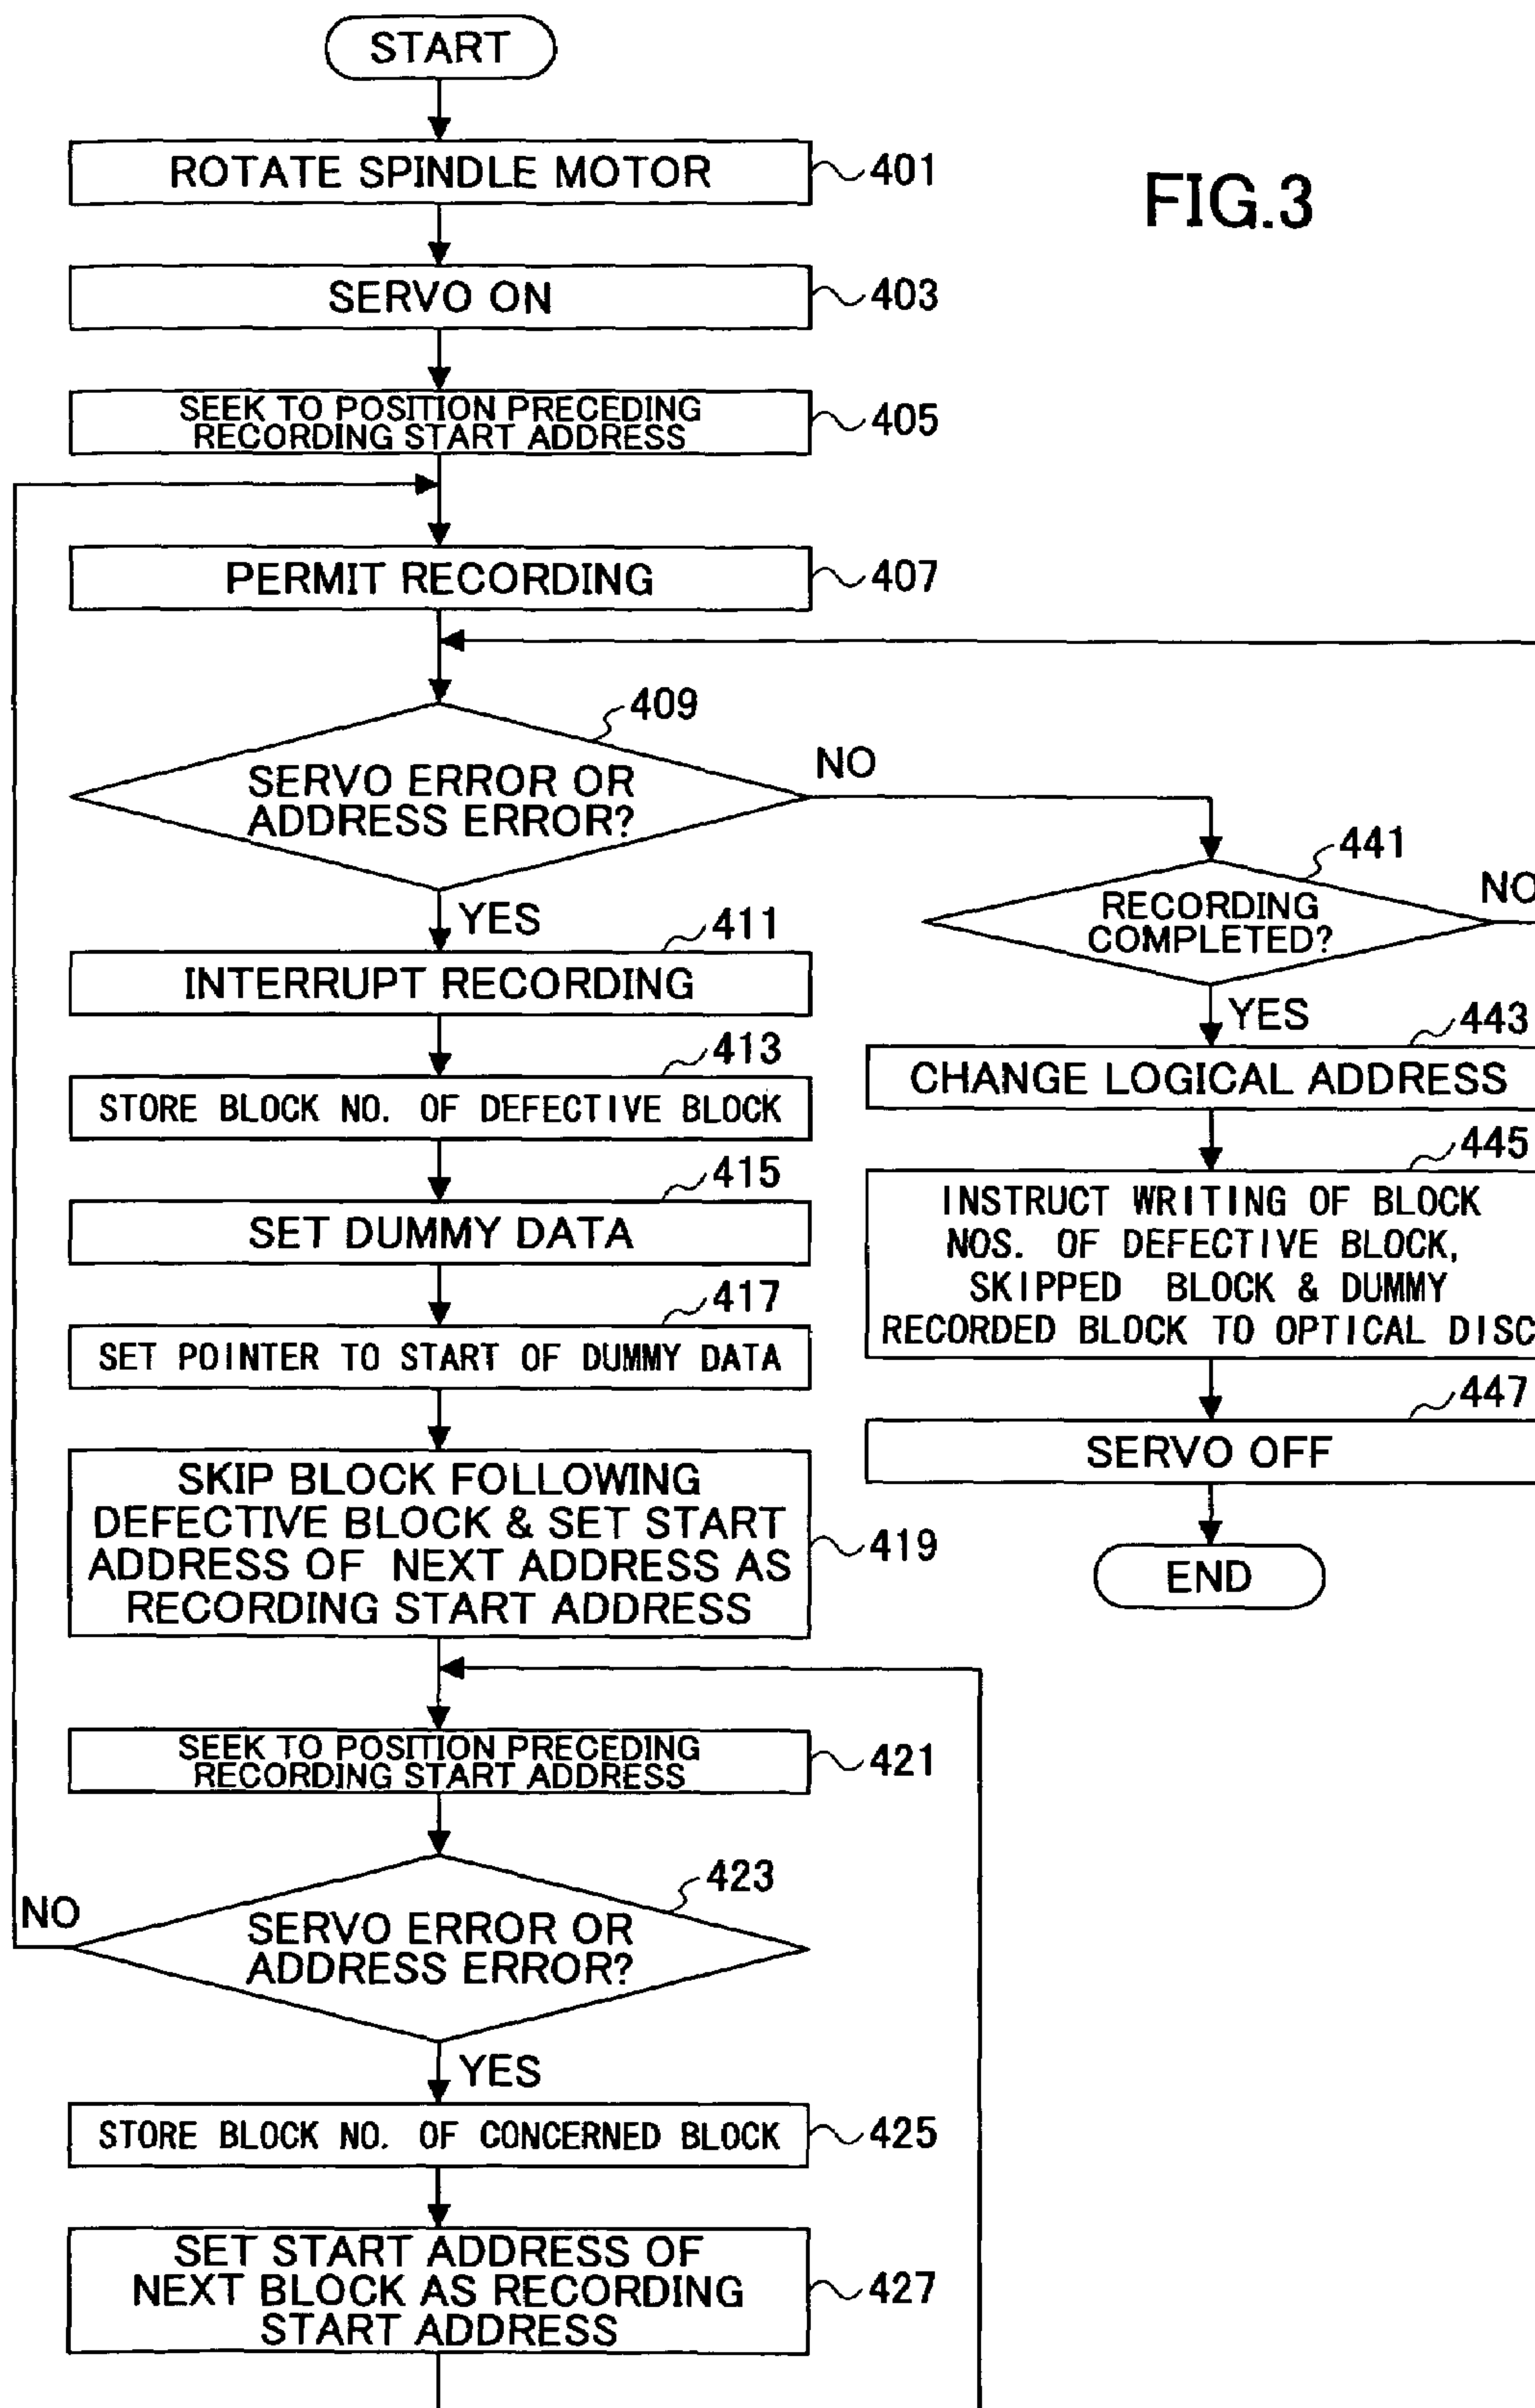 START
FIG.3
ROTATE SPINDLE MOTOR
401
SERVO ON
403
SEEK TO POSITION PRECEDING
RECORDING START ADDRESS
405
PERMIT RECORDING
407
409
SERVO ERROR OR
ADDRESS ERROR?
NO
YES
411
INTERRUPT RECORDING
413
STORE BLOCK NO. OF DEFECTIVE BLOCK
415
SET DUMMY DATA
417
SET POINTER TO START OF DUMMY DATA
SKIP BLOCK FOLLOWING
DEFECTIVE BLOCK & SET START
ADDRESS OF NEXT ADDRESS AS
RECORDING START ADDRESS
419
SEEK TO POSITION PRECEDING
RECORDING START ADDRESS
421
423
SERVO ERROR OR
ADDRESS ERROR?
NO
YES
STORE BLOCK NO. OF CONCERNED BLOCK
425
SET START ADDRESS OF
NEXT BLOCK AS RECORDING
START ADDRESS
427
441
RECORDING
COMPLETED?
NO
YES
443
CHANGE LOGICAL ADDRESS
445
INSTRUCT WRITING OF BLOCK
NOS. OF DEFECTIVE BLOCK,
SKIPPED BLOCK & DUMMY
RECORDED BLOCK TO OPTICAL DISC
447
SERVO OFF
END